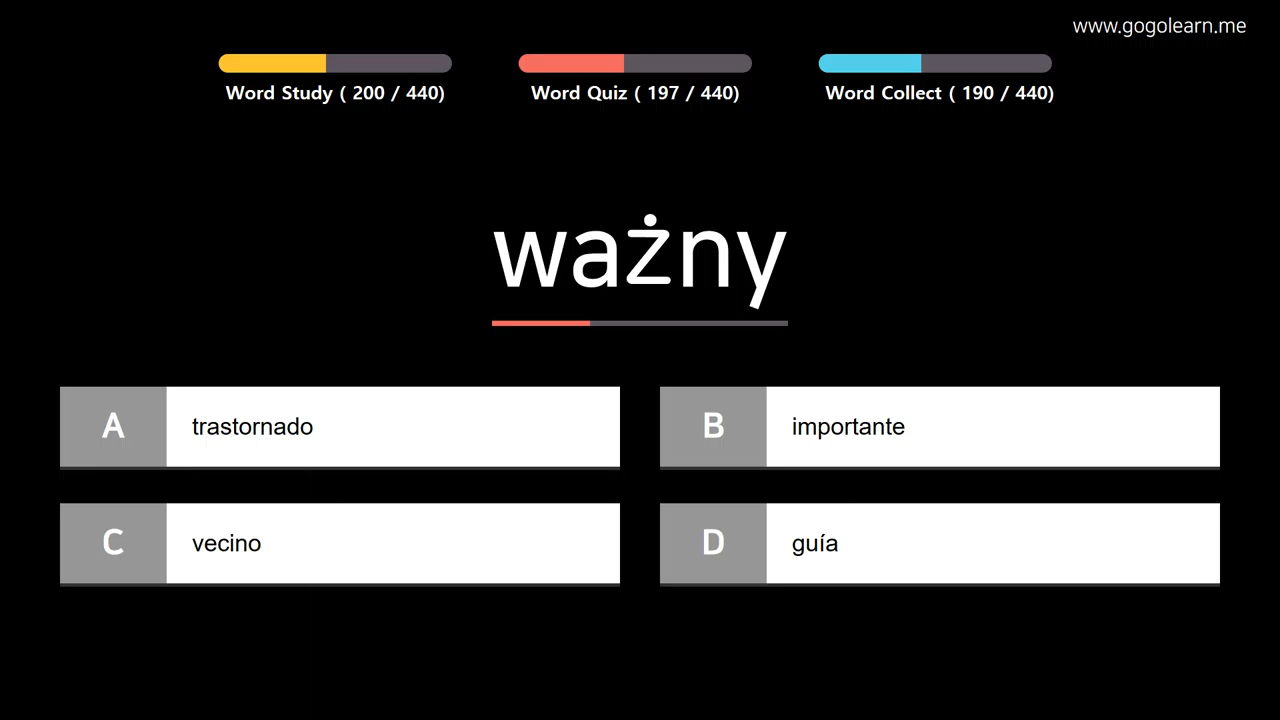 www.gogolearn.me
Word Study ( 200 / 440)
Word Quiz ( 197 / 440)
Word Collect ( 190 / 440)
ważny
A trastornado
B importante
C vecino
D guía